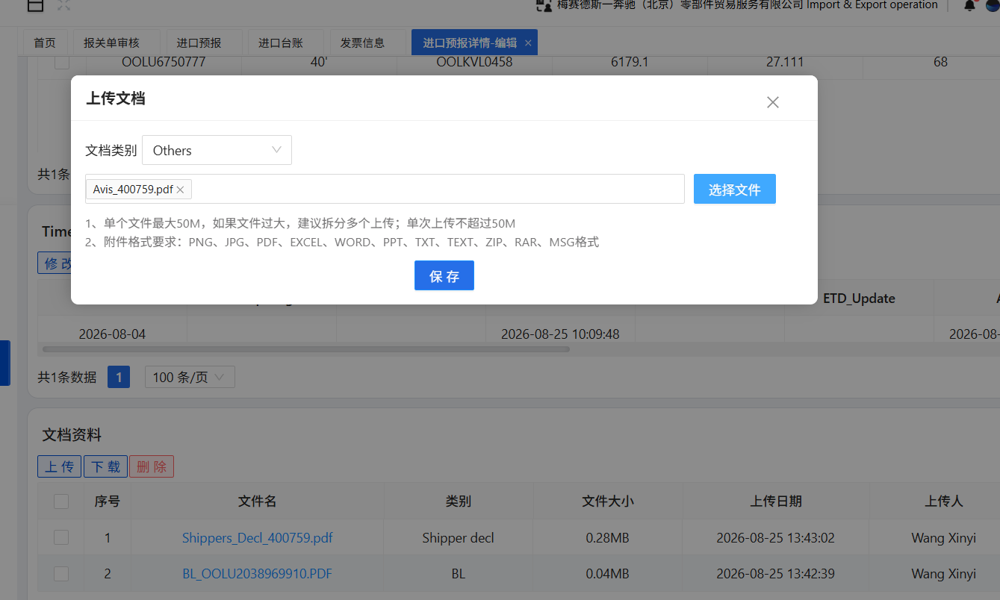 梅赛德斯一奔驰（北京）零部件贸易服务有限公司 Import & Export operation
首页 报关单审核 进口预报 进口台账 发票信息 进口预报详情-编辑
OOLU6750777 40' OOLKVL0458 6179.1 27.111 68
上传文档
文档类别 Others
共1条
Avis_400759.pdf 选择文件
1、单个文件最大50M，如果文件过大，建议拆分多个上传；单次上传不超过50M
Time
2、附件格式要求：PNG、JPG、PDF、EXCEL、WORD、PPT、TXT、TEXT、ZIP、RAR、MSG格式
修 改
保 存
ETD_Update
2026-08-04 2026-08-25 10:09:48 2026-08-
共1条数据 1 100 条/页
文档资料
上 传 下 载 删 除
序号 文件名 类别 文件大小 上传日期 上传人
1 Shippers_Decl_400759.pdf Shipper decl 0.28MB 2026-08-25 13:43:02 Wang Xinyi
2 BL_OOLU2038969910.PDF BL 0.04MB 2026-08-25 13:42:39 Wang Xinyi